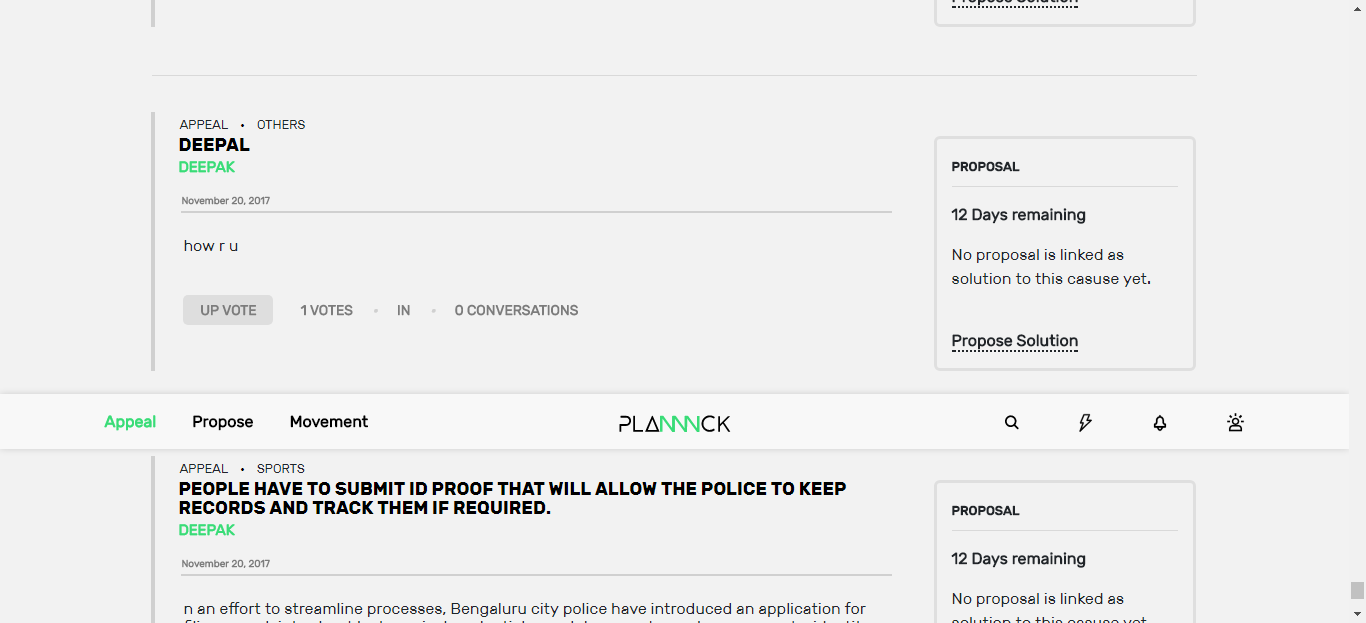 Propose Solution
APPEAL • OTHERS
DEEPAL
DEEPAK
November 20, 2017
how r u
UP VOTE 1 VOTES • IN • 0 CONVERSATIONS
PROPOSAL
12 Days remaining
No proposal is linked as
solution to this casuse yet.
Propose Solution
Appeal Propose Movement PLANNNCK
APPEAL • SPORTS
PEOPLE HAVE TO SUBMIT ID PROOF THAT WILL ALLOW THE POLICE TO KEEP
RECORDS AND TRACK THEM IF REQUIRED.
DEEPAK
November 20, 2017
n an effort to streamline processes, Bengaluru city police have introduced an application for
PROPOSAL
12 Days remaining
No proposal is linked as
solution to this casuse yet.